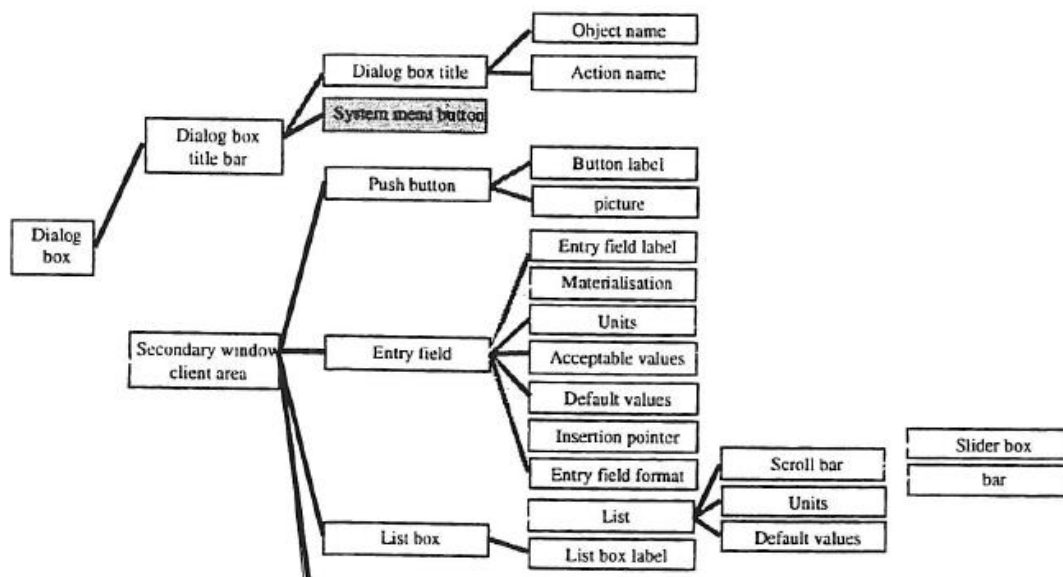 Object name
Dialog box title
Action name
System menu button
Dialog box
title bar
Button label
Push button
picture
Dialog
box
Entry field label
Materialisation
Units
Secondary window
client area
Entry field
Acceptable values
Default values
Insertion pointer
Slider box
Scroll bar
Entry field format
bar
List
Units
List box
List box label
Default values